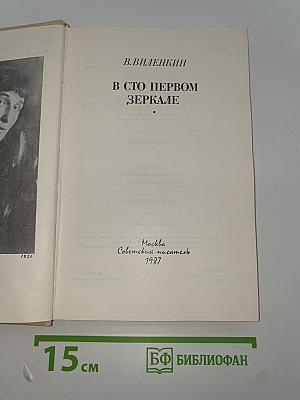 В. ВИЛЕНКИН
В СТО ПЕРВОМ
ЗЕРКАЛЕ
Москва
Советский писатель
1987
1921
15 см
БФ БИБЛИОФАН